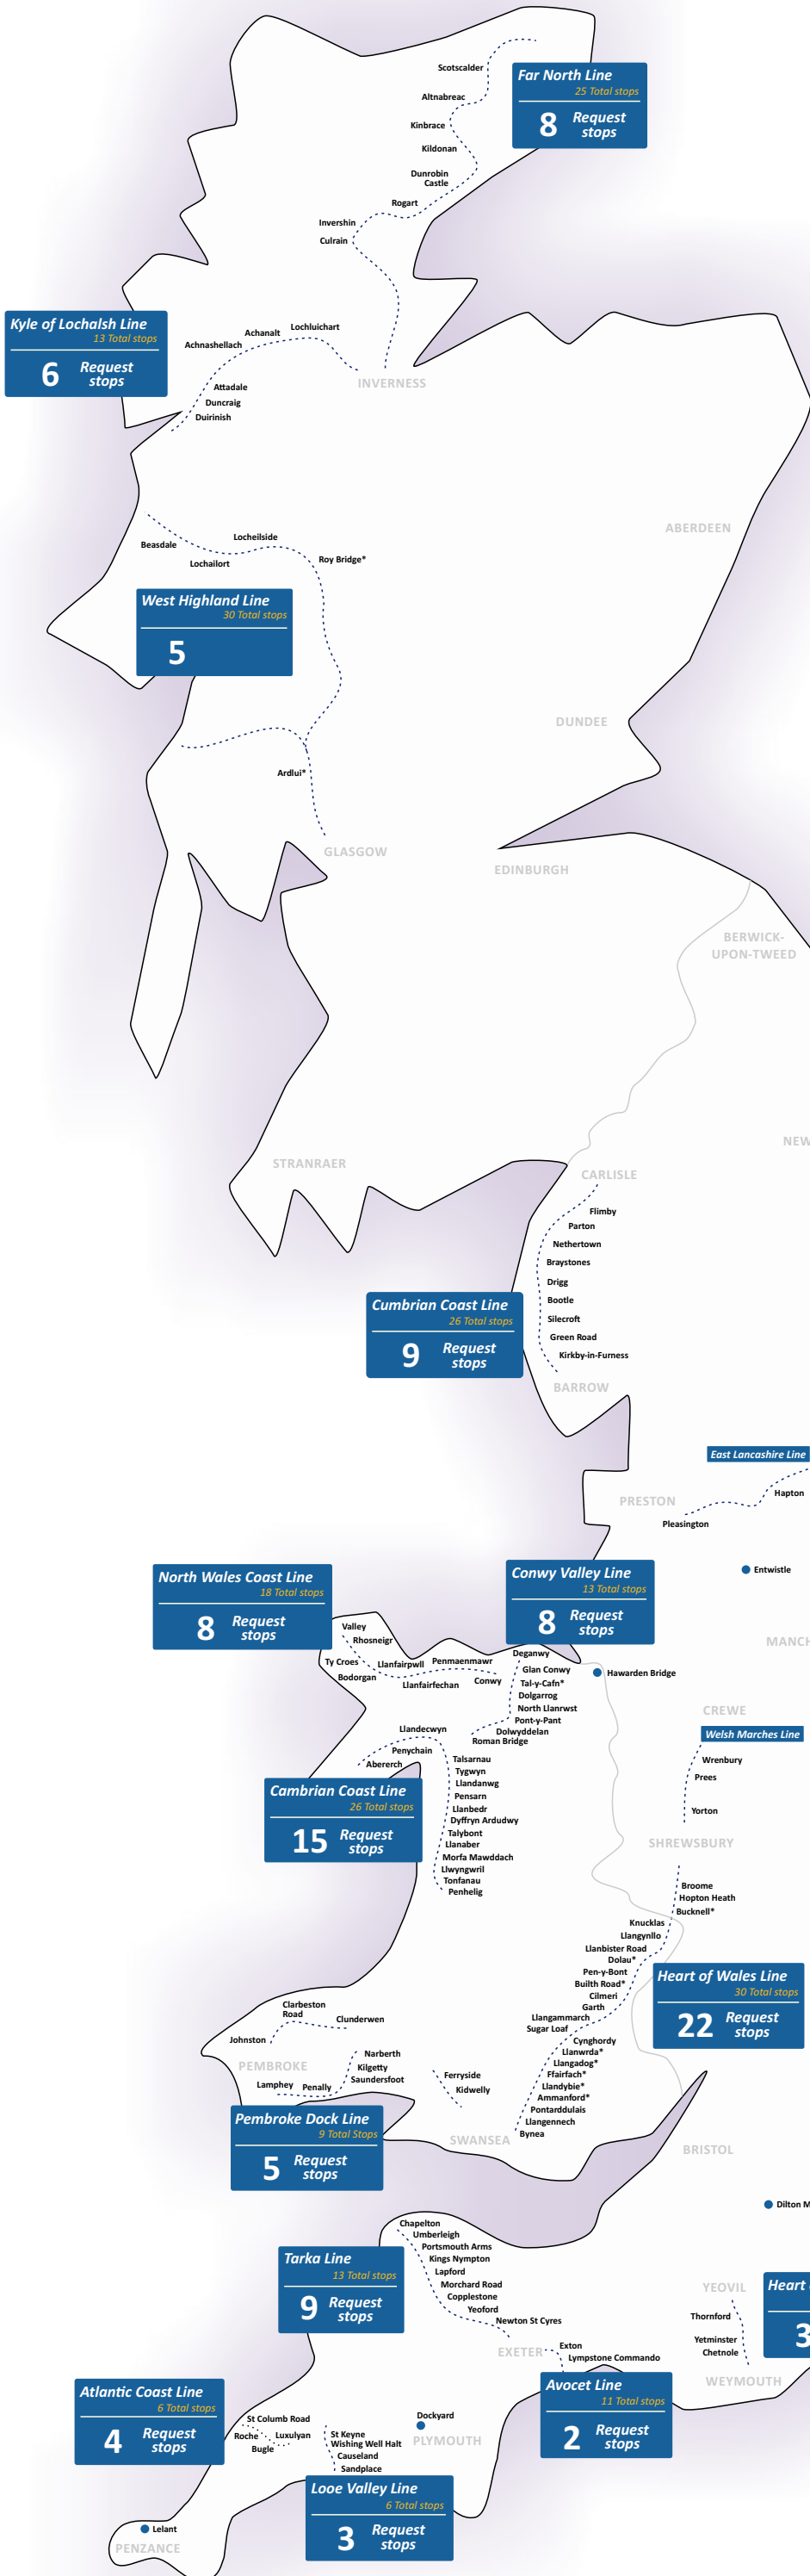 Scotscalder
Far North Line
25 Total stops
8 Request
stops
Altnabreac
Kinbrace
Kildonan
Dunrobin
Castle
Rogart
Invershin
Culrain
Kyle of Lochalsh Line
13 Total stops
6 Request
stops
Lochluichart
Achanalt
Achnashellach
Attadale
Duncraig
Duirinish
INVERNESS
ABERDEEN
Beasdale
Locheilside
Lochailort
Roy Bridge*
West Highland Line
30 Total stops
5
DUNDEE
Ardlui*
GLASGOW
EDINBURGH
BERWICK-
UPON-TWEED
NEW
STRANRAER
CARLISLE
Flimby
Parton
Nethertown
Braystones
Drigg
Bootle
Silecroft
Green Road
Kirkby-in-Furness
Cumbrian Coast Line
26 Total stops
9 Request
stops
BARROW
East Lancashire Line
PRESTON
Hapton
Pleasington
Entwistle
North Wales Coast Line
18 Total stops
8 Request
stops
Conwy Valley Line
13 Total stops
8 Request
stops
MANCH
Valley
Rhosneigr
Ty Croes
Bodorgan
Llanfairpwll
Llanfairfechan
Penmaenmawr
Conwy
Deganwy
Glan Conwy
Tal-y-Cafn*
Dolgarrog
North Llanrwst
Pont-y-Pant
Dolwyddelan
Roman Bridge
Hawarden Bridge
CREWE
Welsh Marches Line
Wrenbury
Prees
Yorton
SHREWSBURY
Llandecwyn
Penychain
Abererch
Talsarnau
Tygwyn
Llandanwg
Pensarn
Llanbedr
Dyffryn Ardudwy
Talybont
Llanaber
Morfa Mawddach
Llwyngwril
Tonfanau
Penhelig
Cambrian Coast Line
26 Total stops
15 Request
stops
Broome
Hopton Heath
Bucknell*
Knucklas
Llangynllo
Llanbister Road
Dolau*
Pen-y-Bont
Builth Road*
Cilmeri
Garth
Llangammarch
Sugar Loaf
Cynghordy
Llanwrda*
Llangadog*
Ffairfach*
Llandybie*
Ammanford*
Pontarddulais
Llangennech
Bynea
Heart of Wales Line
30 Total stops
22 Request
stops
Clarbeston
Road
Clunderwen
Johnston
PEMBROKE
Narberth
Kilgetty
Saundersfoot
Lamphey
Penally
Ferryside
Kidwelly
Pembroke Dock Line
9 Total Stops
5 Request
stops
SWANSEA
BRISTOL
Dilton M
Chapelton
Umberleigh
Portsmouth Arms
Kings Nympton
Lapford
Morchard Road
Copplestone
Yeoford
Newton St Cyres
Tarka Line
13 Total stops
9 Request
stops
YEOVIL
Heart
3
Thornford
Yetminster
Chetnole
WEYMOUTH
EXETER
Exton
Lympstone Commando
Avocet Line
11 Total stops
2 Request
stops
Atlantic Coast Line
6 Total stops
4 Request
stops
St Columb Road
Roche
Luxulyan
Bugle
St Keyne
Wishing Well Halt
Causeland
Sandplace
Dockyard
PLYMOUTH
Looe Valley Line
6 Total stops
3 Request
stops
Lelant
PENZANCE